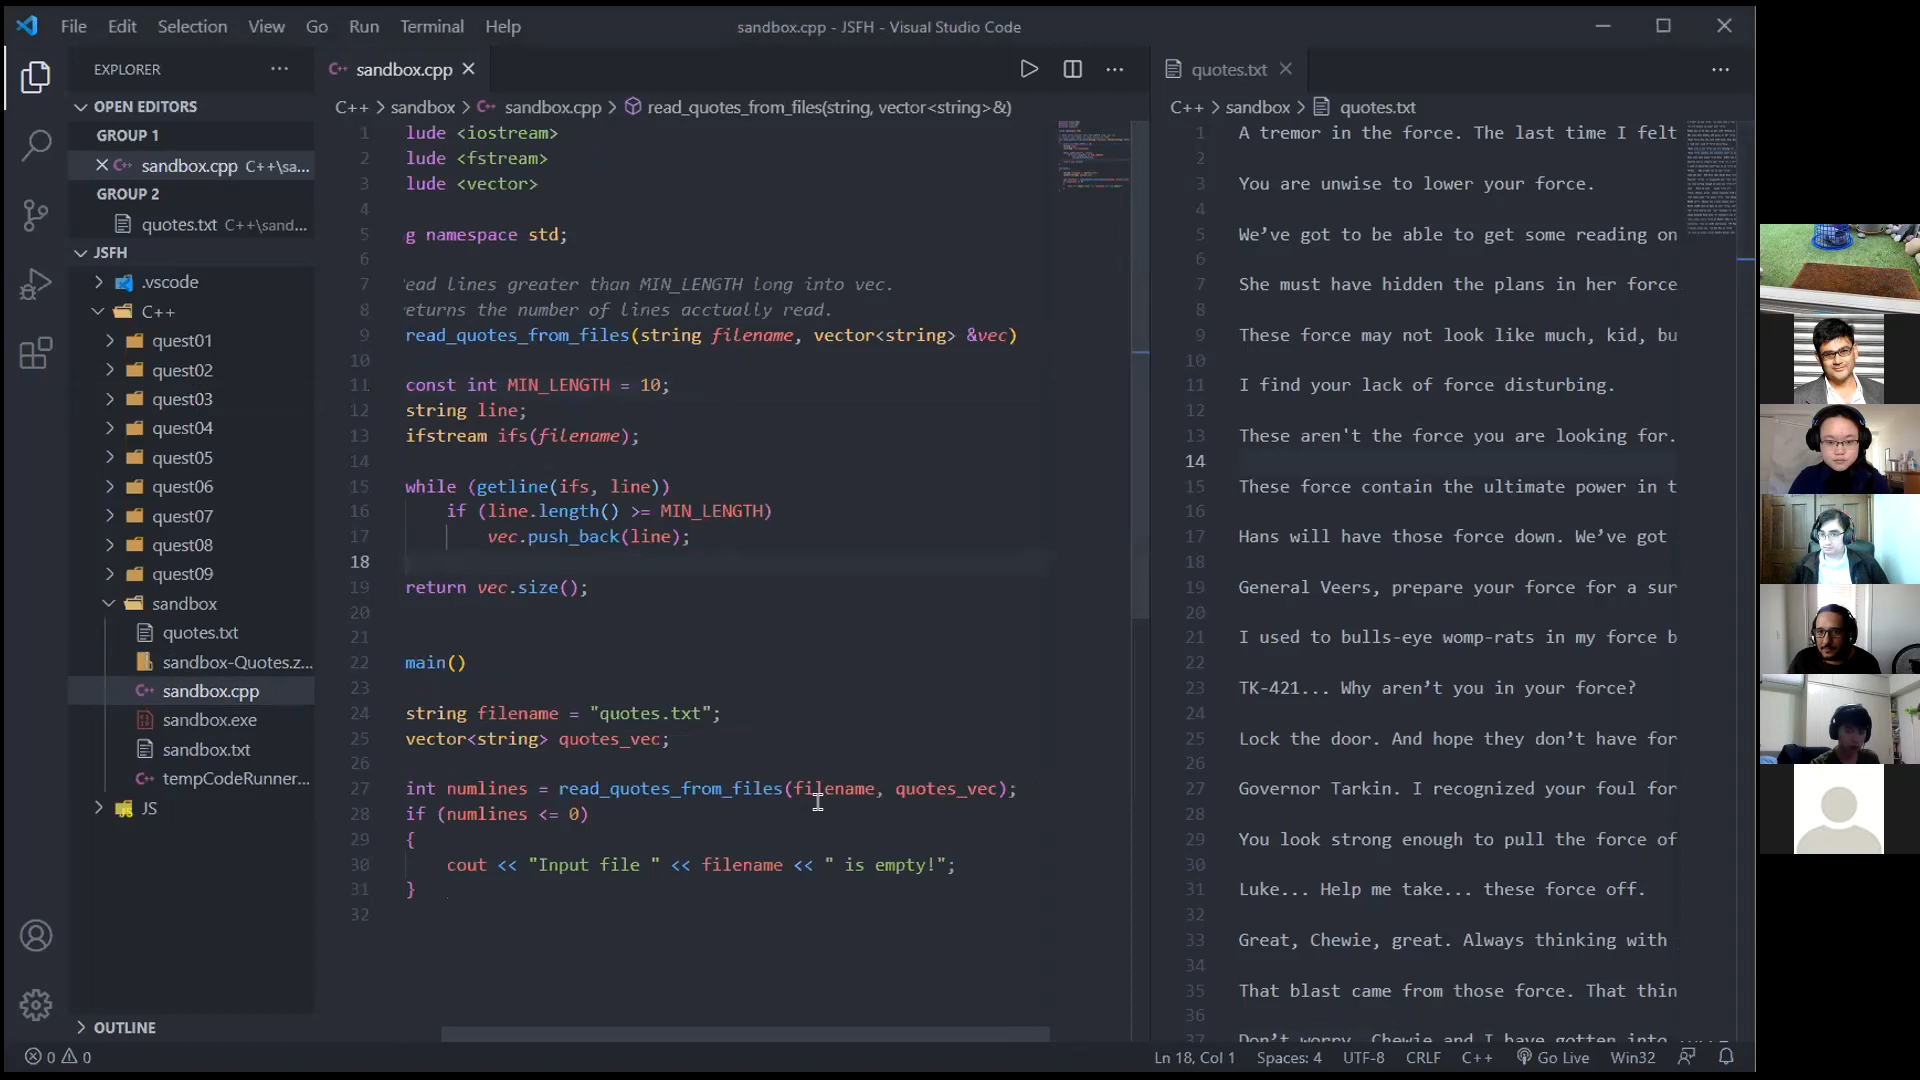 File Edit Selection View Go Run Terminal Help
sandbox.cpp - JSFH - Visual Studio Code
EXPLORER
OPEN EDITORS
GROUP 1
sandbox.cpp C++\sa...
GROUP 2
quotes.txt C++\sand...
JSFH
.vscode
C++
quest01
quest02
quest03
quest04
quest05
quest06
quest07
quest08
quest09
sandbox
quotes.txt
sandbox-Quotes.z...
sandbox.cpp
sandbox.exe
sandbox.txt
tempCodeRunner...
JS
OUTLINE
sandbox.cpp
C++ > sandbox > sandbox.cpp > read_quotes_from_files(string, vector<string>&)
1 lude <iostream>
2 lude <fstream>
3 lude <vector>
4
5 g namespace std;
6
7 ead lines greater than MIN_LENGTH long into vec.
8 eturns the number of lines acctually read.
9 read_quotes_from_files(string filename, vector<string> &vec)
10
11 const int MIN_LENGTH = 10;
12 string line;
13 ifstream ifs(filename);
14
15 while (getline(ifs, line))
16 if (line.length() >= MIN_LENGTH)
17 vec.push_back(line);
18
19 return vec.size();
20
21
22 main()
23
24 string filename = "quotes.txt";
25 vector<string> quotes_vec;
26
27 int numlines = read_quotes_from_files(filename, quotes_vec);
28 if (numlines <= 0)
29 {
30 cout << "Input file " << filename << " is empty!";
31 }
32
quotes.txt
C++ > sandbox > quotes.txt
1 A tremor in the force. The last time I felt
2
3 You are unwise to lower your force.
4
5 We’ve got to be able to get some reading on
6
7 She must have hidden the plans in her force
8
9 These force may not look like much, kid, bu
10
11 I find your lack of force disturbing.
12
13 These aren't the force you are looking for.
14
15 These force contain the ultimate power in t
16
17 Hans will have those force down. We’ve got
18
19 General Veers, prepare your force for a sur
20
21 I used to bulls-eye womp-rats in my force b
22
23 TK-421... Why aren’t you in your force?
24
25 Lock the door. And hope they don’t have for
26
27 Governor Tarkin. I recognized your foul for
28
29 You look strong enough to pull the force of
30
31 Luke... Help me take... these force off.
32
33 Great, Chewie, great. Always thinking with
34
35 That blast came from those force. That thin
36
37 Don’t worry, Chewie and I have gotten into
0 0
Ln 18, Col 1 Spaces: 4 UTF-8 CRLF C++ Go Live Win32